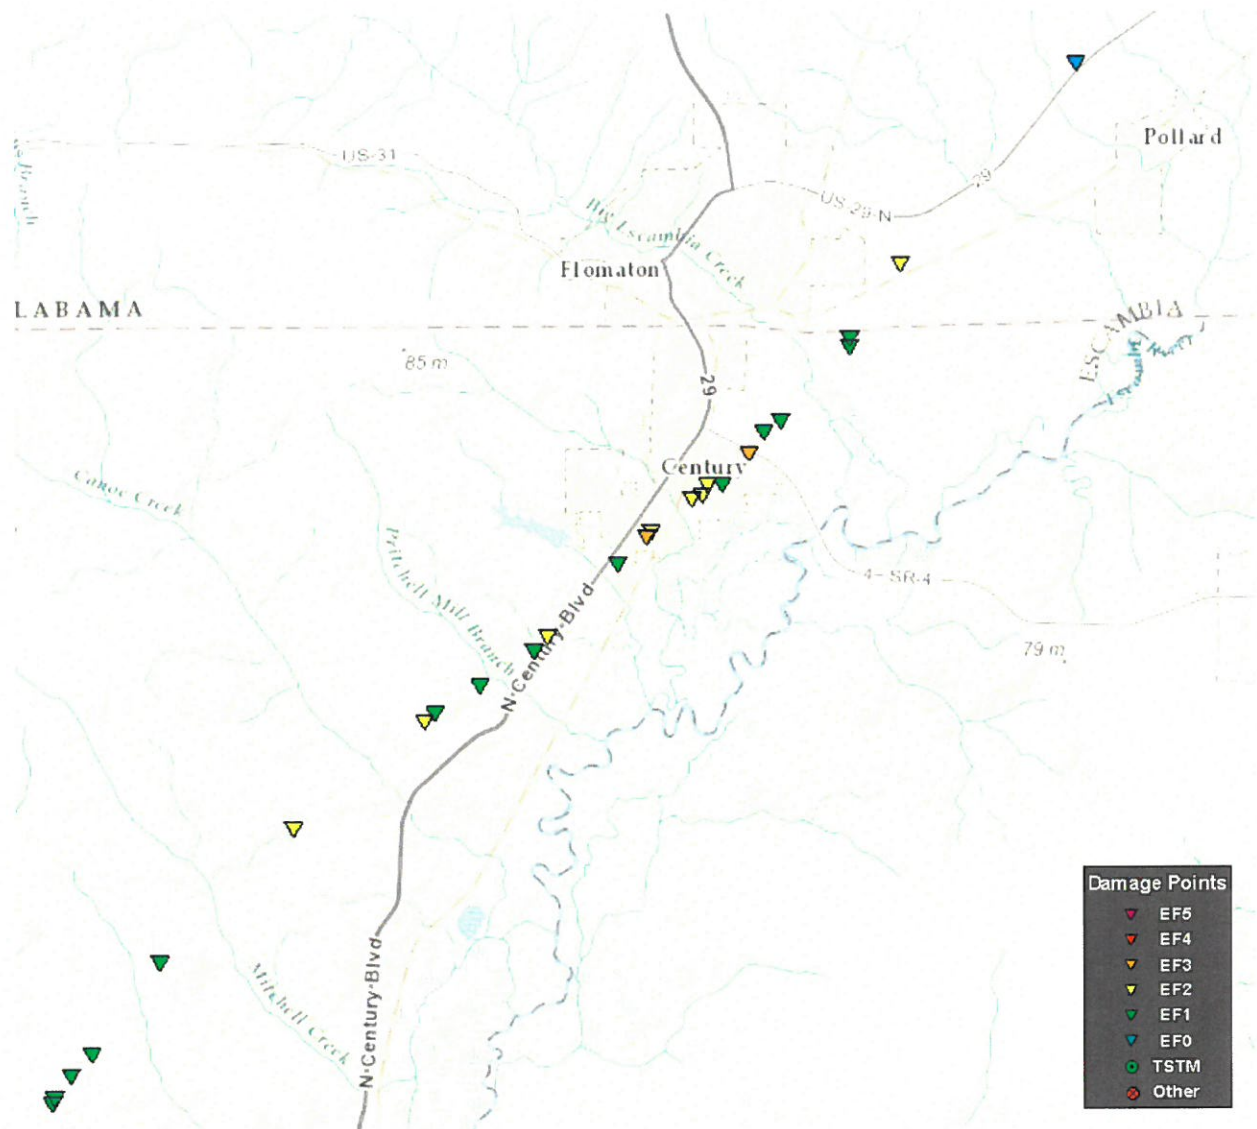 Pollard
US-31
29
US-29-N
Big Escambia Creek
Flomaton
LABAMA
ESCAMBIA
85 m
29
Century
Canoe Creek
Pritchett Mill Branch
4-SR-4
N-Century-Blvd
79 m
Damage Points
EF5
EF4
EF3
EF2
EF1
EF0
TSTM
Other
N-Century-Blvd
Mitchell Creek